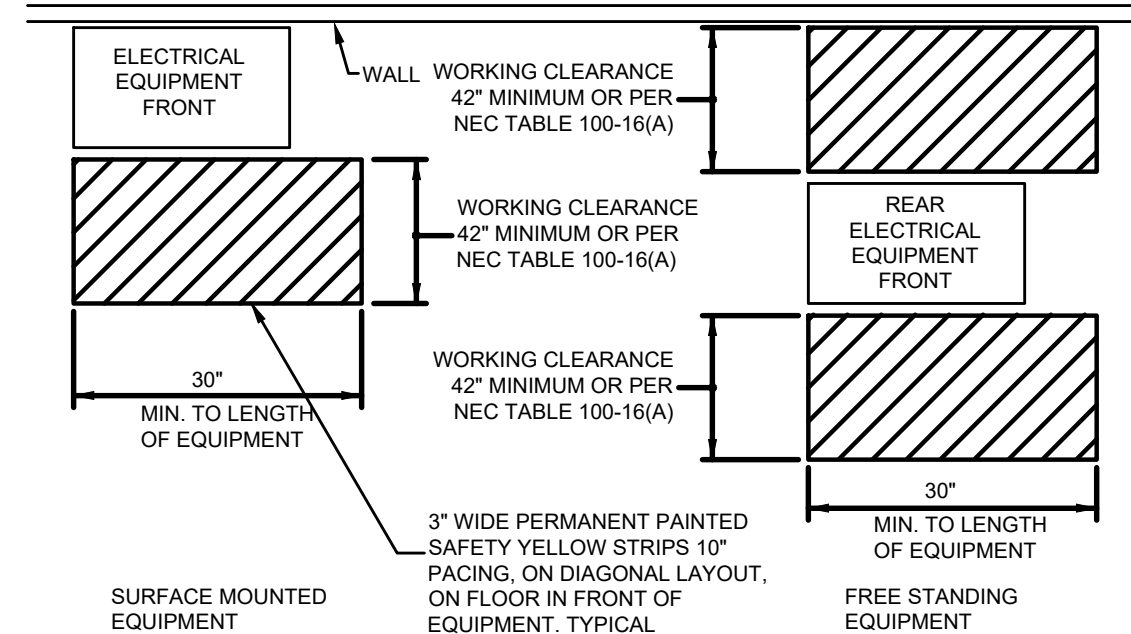 ELECTRICAL
EQUIPMENT
FRONT
WALL
WORKING CLEARANCE
42" MINIMUM OR PER
NEC TABLE 100-16(A)
WORKING CLEARANCE
42" MINIMUM OR PER
NEC TABLE 100-16(A)
REAR
ELECTRICAL
EQUIPMENT
FRONT
WORKING CLEARANCE
42" MINIMUM OR PER
NEC TABLE 100-16(A)
30"
MIN. TO LENGTH
OF EQUIPMENT
30"
MIN. TO LENGTH
OF EQUIPMENT
3" WIDE PERMANENT PAINTED
SAFETY YELLOW STRIPS 10"
PACING, ON DIAGONAL LAYOUT,
ON FLOOR IN FRONT OF
EQUIPMENT. TYPICAL
SURFACE MOUNTED
EQUIPMENT
FREE STANDING
EQUIPMENT